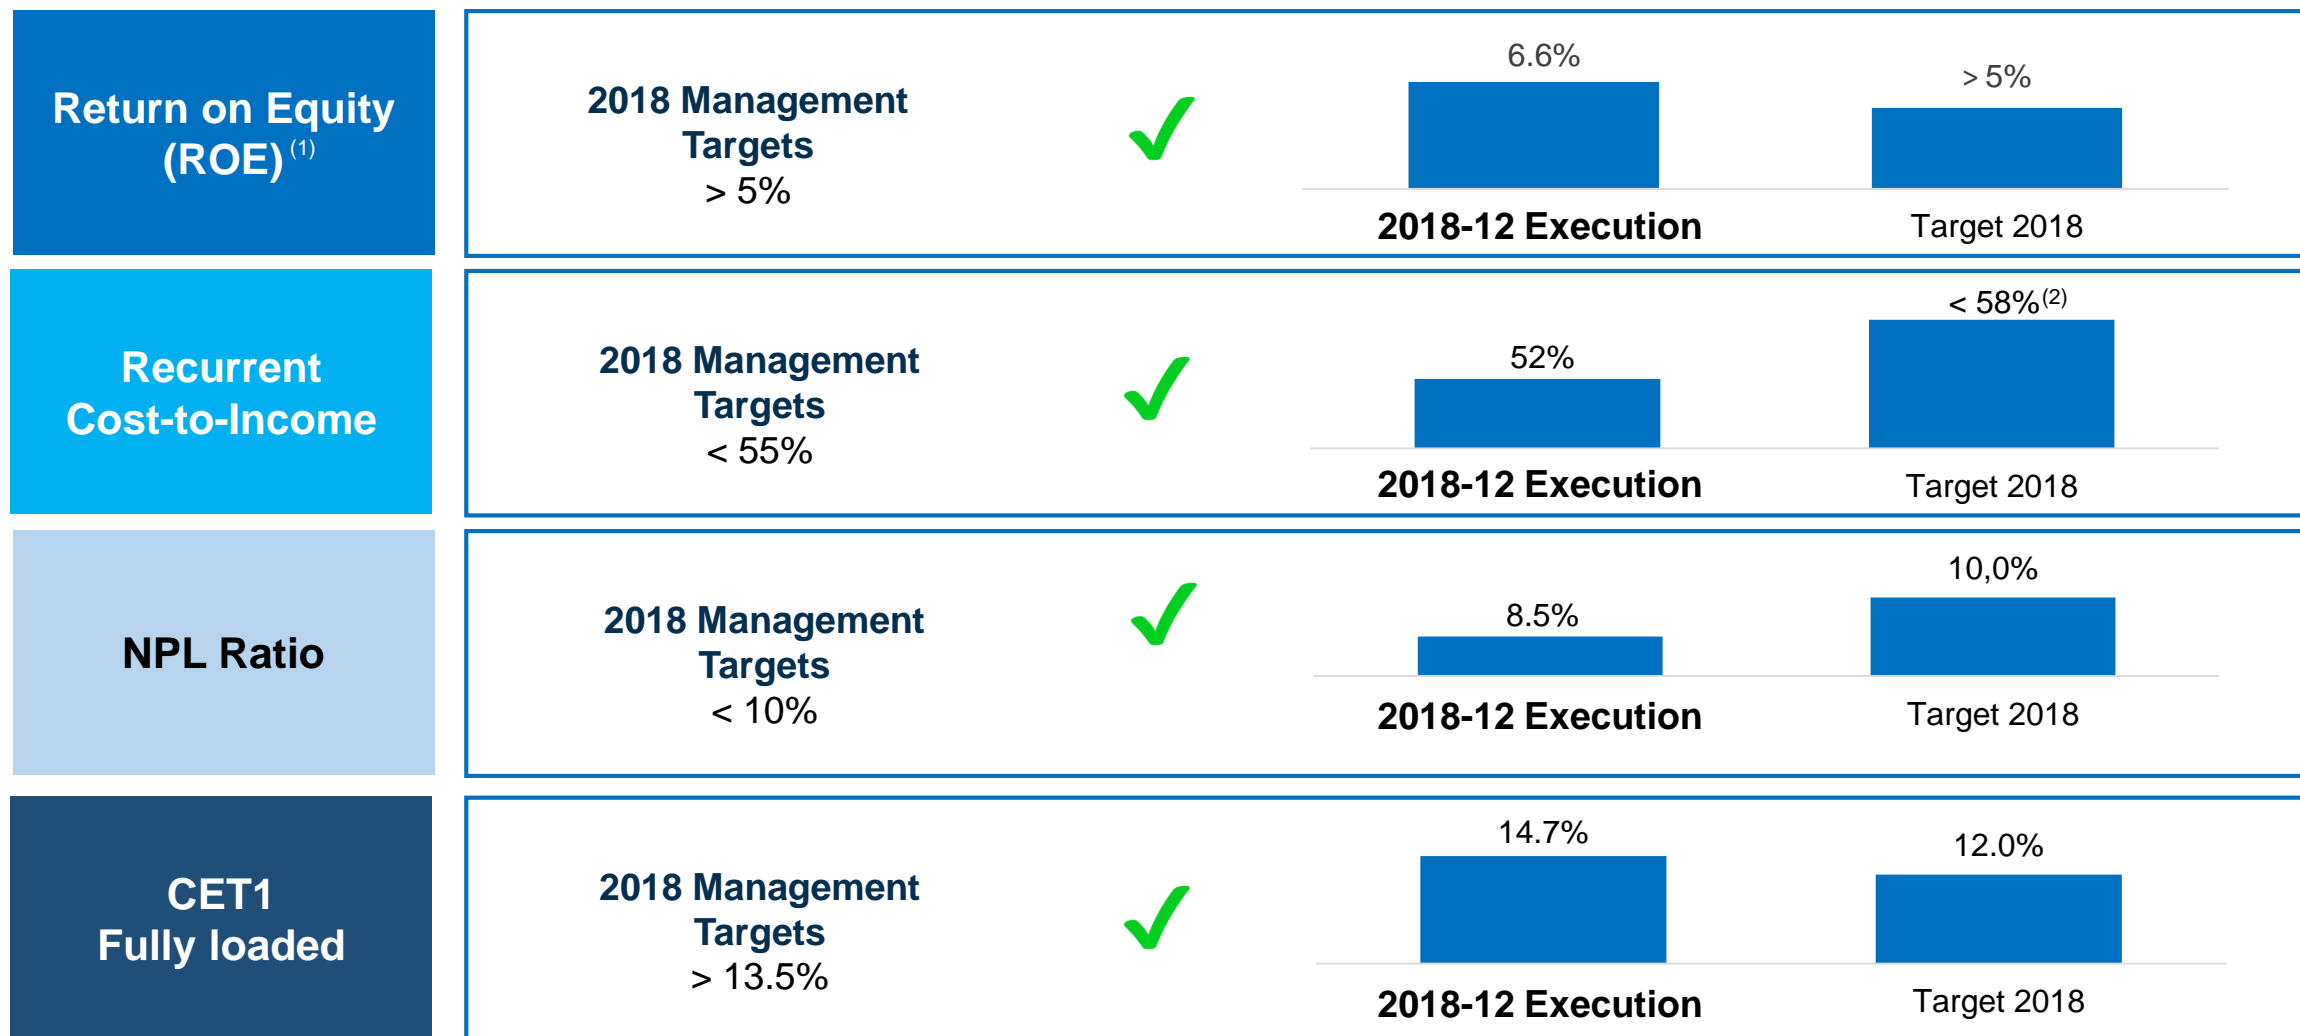 Return on Equity
(ROE) (1)
2018 Management
Targets
> 5%
6.6%
> 5%
2018-12 Execution
Target 2018
Recurrent
Cost-to-Income
2018 Management
Targets
< 55%
52%
< 58%(2)
2018-12 Execution
Target 2018
NPL Ratio
2018 Management
Targets
< 10%
8.5%
10,0%
2018-12 Execution
Target 2018
CET1
Fully loaded
2018 Management
Targets
> 13.5%
14.7%
12.0%
2018-12 Execution
Target 2018